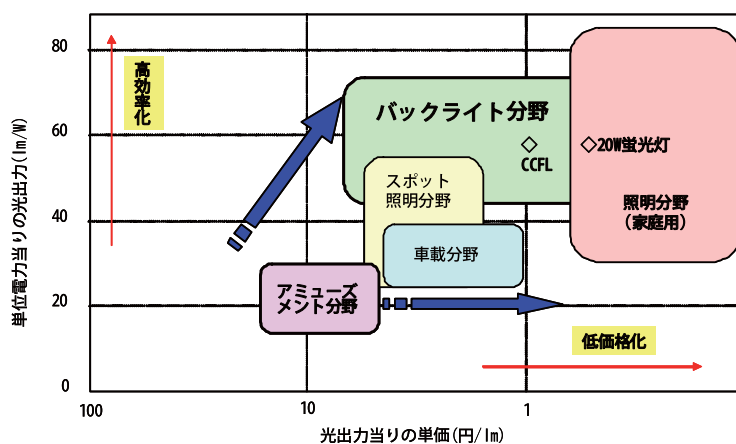 単位電力当りの光出力(lm/W)
80
60
40
20
0
高効率化
バックライト分野
CCFL
20W蛍光灯
スポット
照明分野
照明分野
(家庭用)
車載分野
アミューズ
メント分野
低価格化
100
10
1
光出力当りの単価(円/lm)